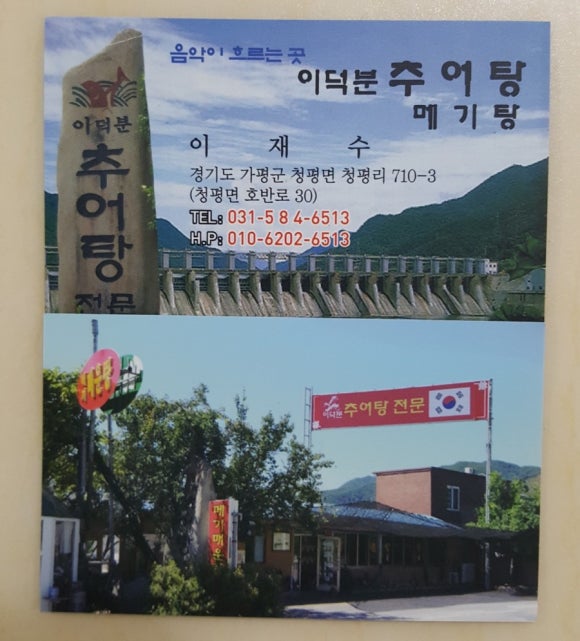 음악이 흐르는 곳
이덕분 추어탕
메기탕
이재수
경기도 가평군 청평면 청평리 710-3
(청평면 호반로 30)
TEL: 031-5 8 4-6513
H.P: 010-6202-6513
이덕분
추어탕
전문
이덕분 추어탕 전문
메기매운